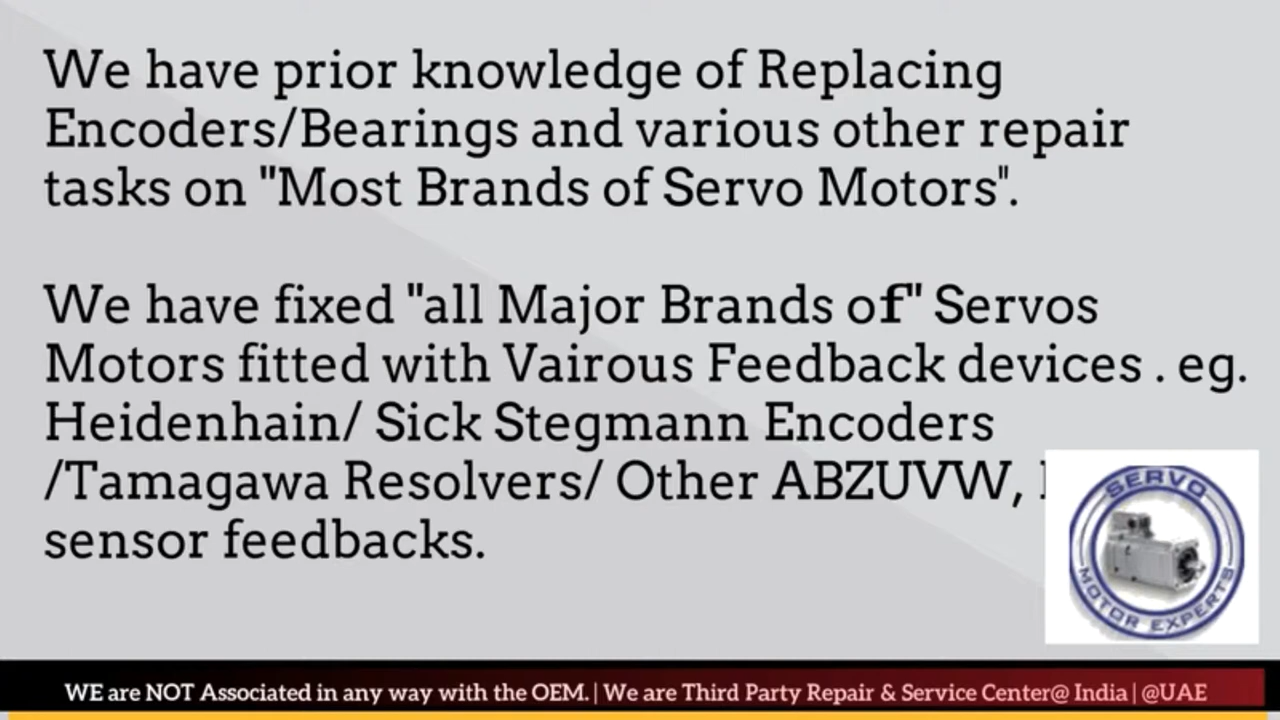 We have prior knowledge of Replacing
Encoders/Bearings and various other repair
tasks on "Most Brands of Servo Motors".
We have fixed "all Major Brands of" Servos
Motors fitted with Vairous Feedback devices . eg.
Heidenhain/ Sick Stegmann Encoders
/Tamagawa Resolvers/ Other ABZUVW,
sensor feedbacks.
SERVO
MOTOR EXPERTS
WE are NOT Associated in any way with the OEM. | We are Third Party Repair & Service Center@ India | @UAE